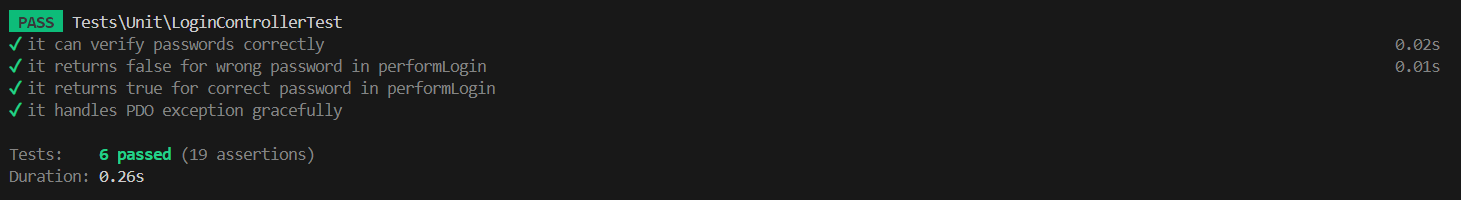 PASS Tests\Unit\LoginControllerTest
✓ it can verify passwords correctly 0.02s
✓ it returns false for wrong password in performLogin 0.01s
✓ it returns true for correct password in performLogin
✓ it handles PDO exception gracefully
Tests: 6 passed (19 assertions)
Duration: 0.26s